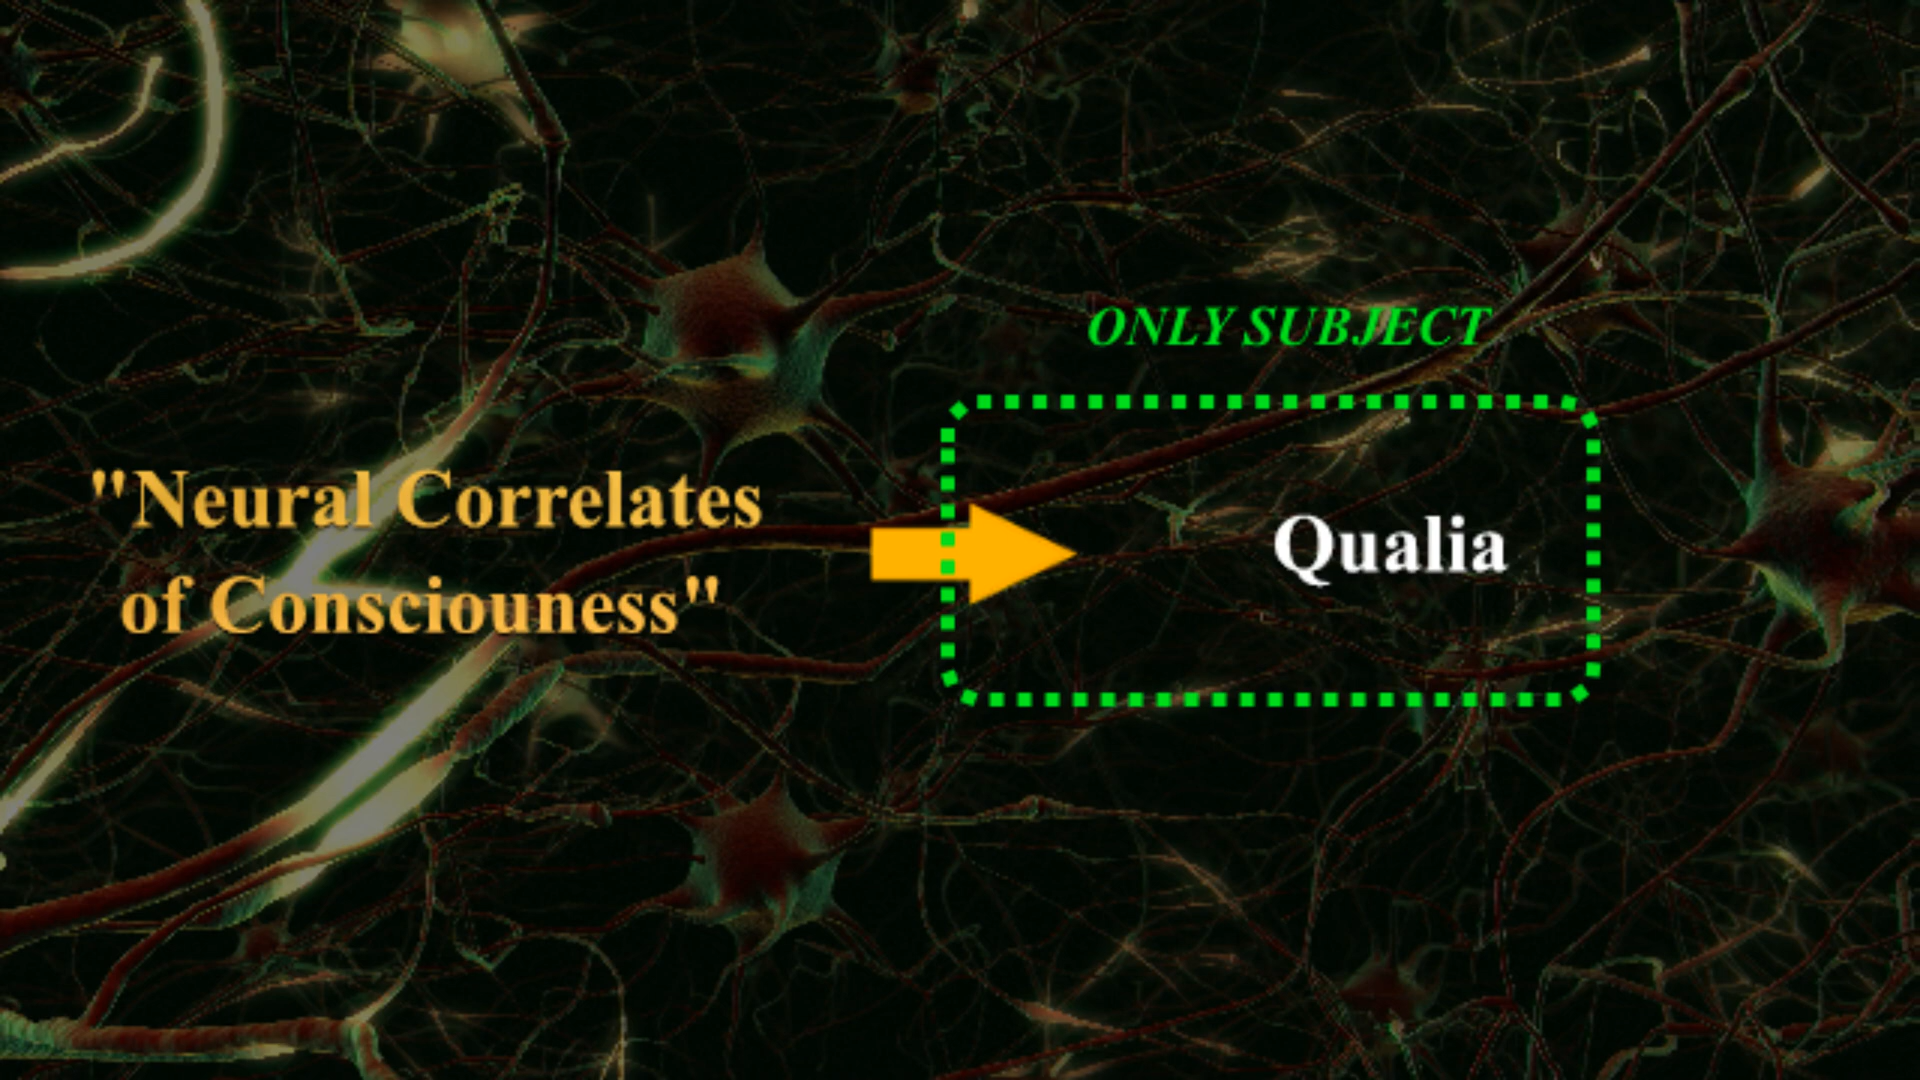 ONLY SUBJECT
"Neural Correlates
of Consciouness"
Qualia